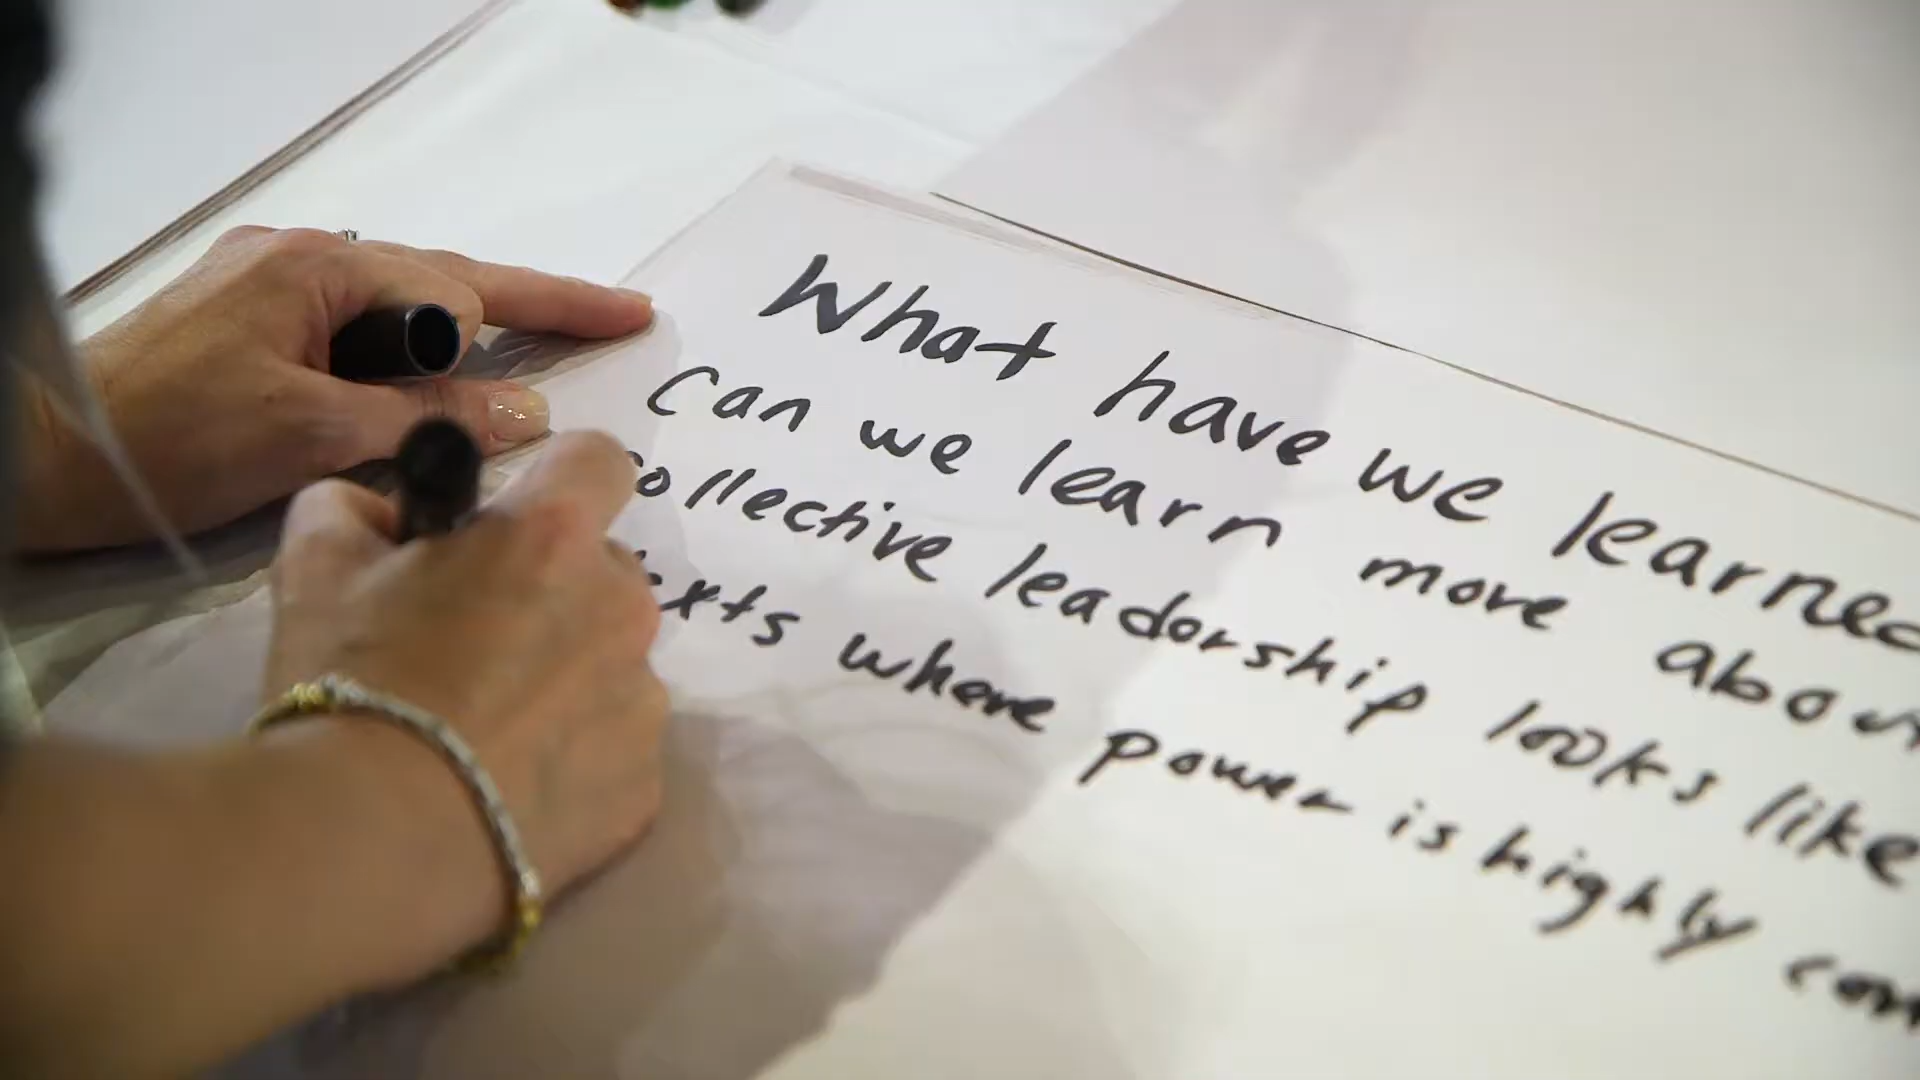 What have we learned
Can we learn more about
collective leadership looks like
where power is highly